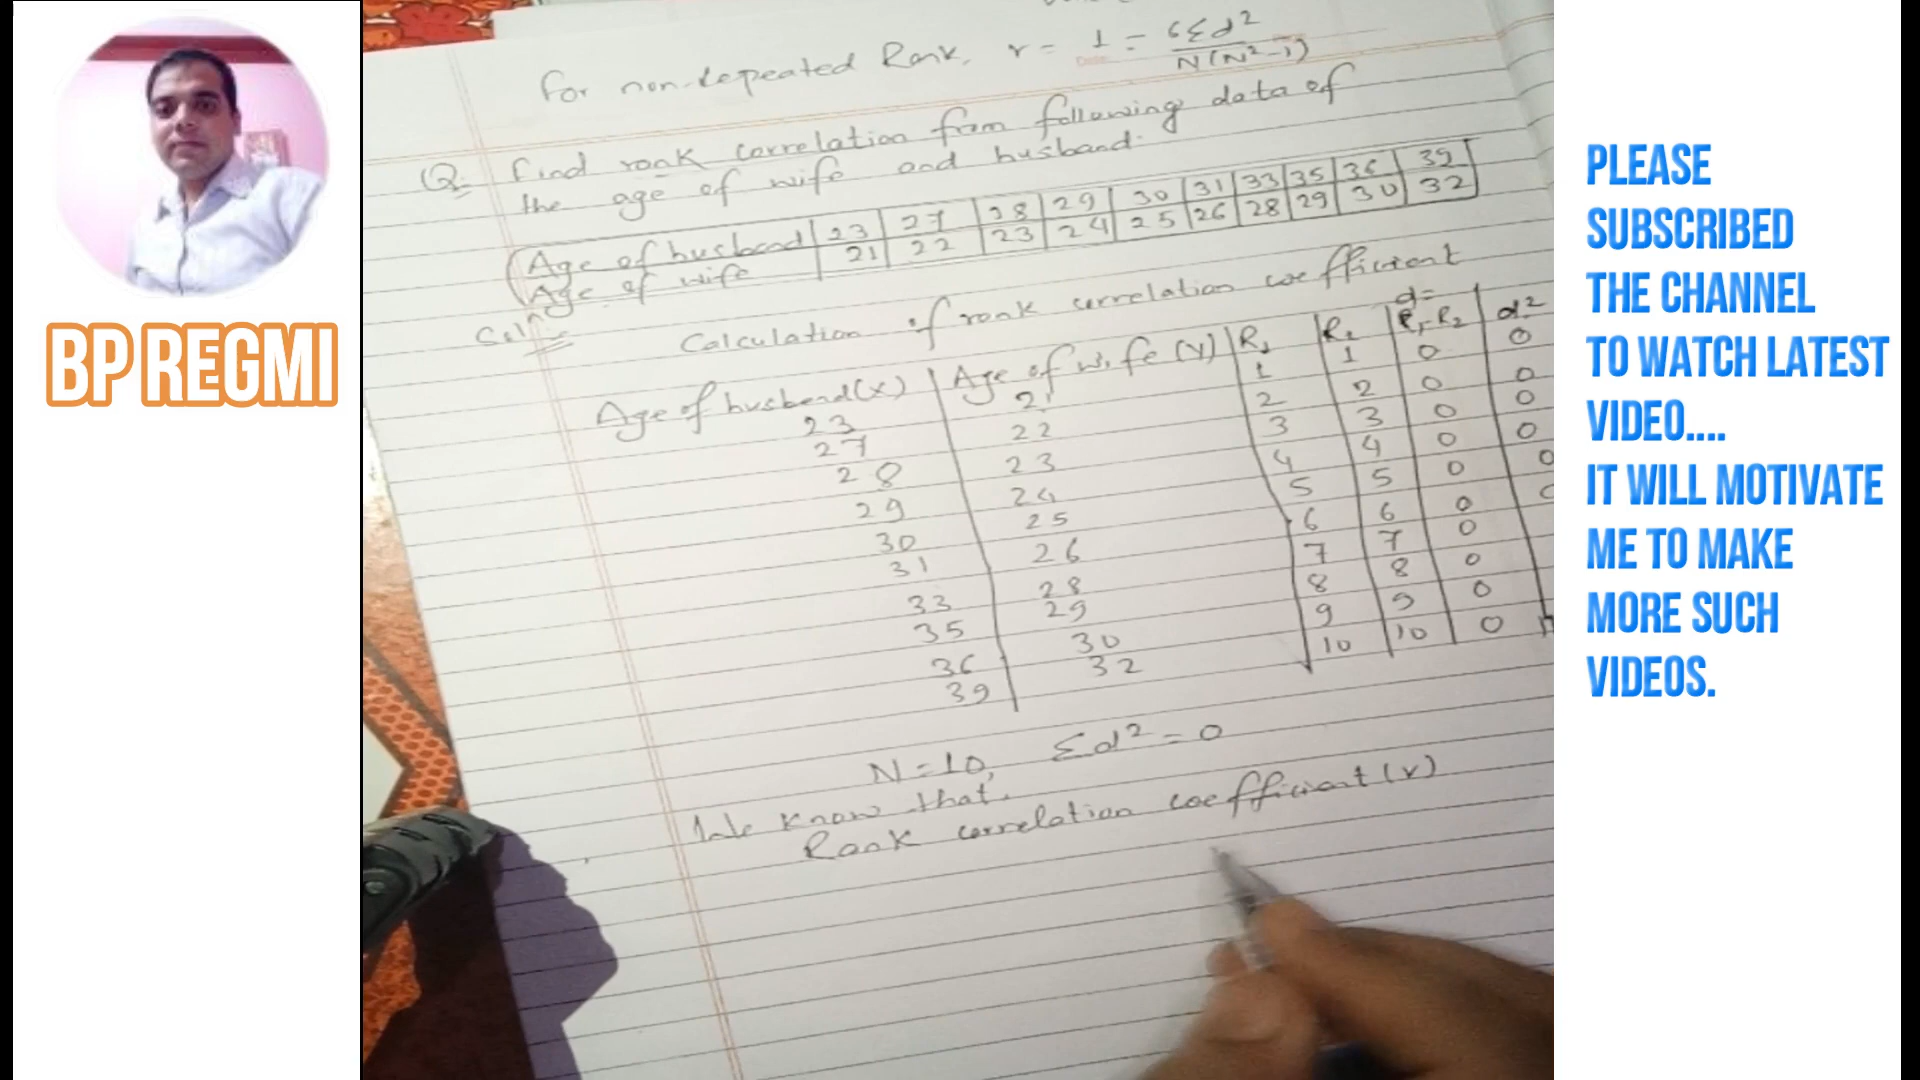 For non-repeated Rank, r = 1 - 6Σd² / N(N²-1)
Q: Find rank correlation from following data of
the age of wife and husband.
Age of husband 23 27 28 29 30 31 33 35 36 39
Age of wife 21 22 23 24 25 26 28 29 30 32
Soln
Calculation of rank correlation coefficient
Age of husband(X) Age of wife (Y) R1 R2 d= R1-R2 d²
23 21 1 1 0 0
27 22 2 2 0 0
28 23 3 3 0 0
29 24 4 4 0 0
30 25 5 5 0 0
31 26 6 6 0 0
33 28 7 7 0
35 29 8 8 0
36 30 9 9 0
39 32 10 10 0
N=10, Σd² = 0
We know that.
Rank correlation coefficient (r)
BP REGMI
PLEASE
SUBSCRIBED
THE CHANNEL
TO WATCH LATEST
VIDEO....
IT WILL MOTIVATE
ME TO MAKE
MORE SUCH
VIDEOS.